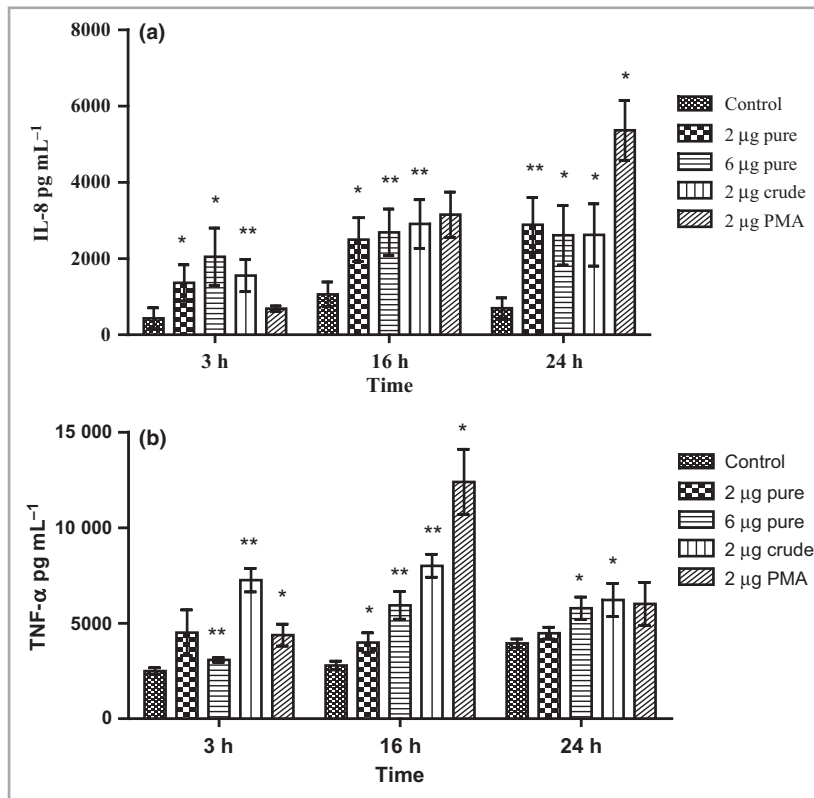 (a)
8000
6000
4000
2000
0
IL-8 pg mL⁻¹
* * **
* ** **
** * * *
3 h 16 h 24 h
Time
Control
2 µg pure
6 µg pure
2 µg crude
2 µg PMA
(b)
15 000
10 000
5000
0
TNF-α pg mL⁻¹
** ** *
* ** ** *
* *
3 h 16 h 24 h
Time
Control
2 µg pure
6 µg pure
2 µg crude
2 µg PMA